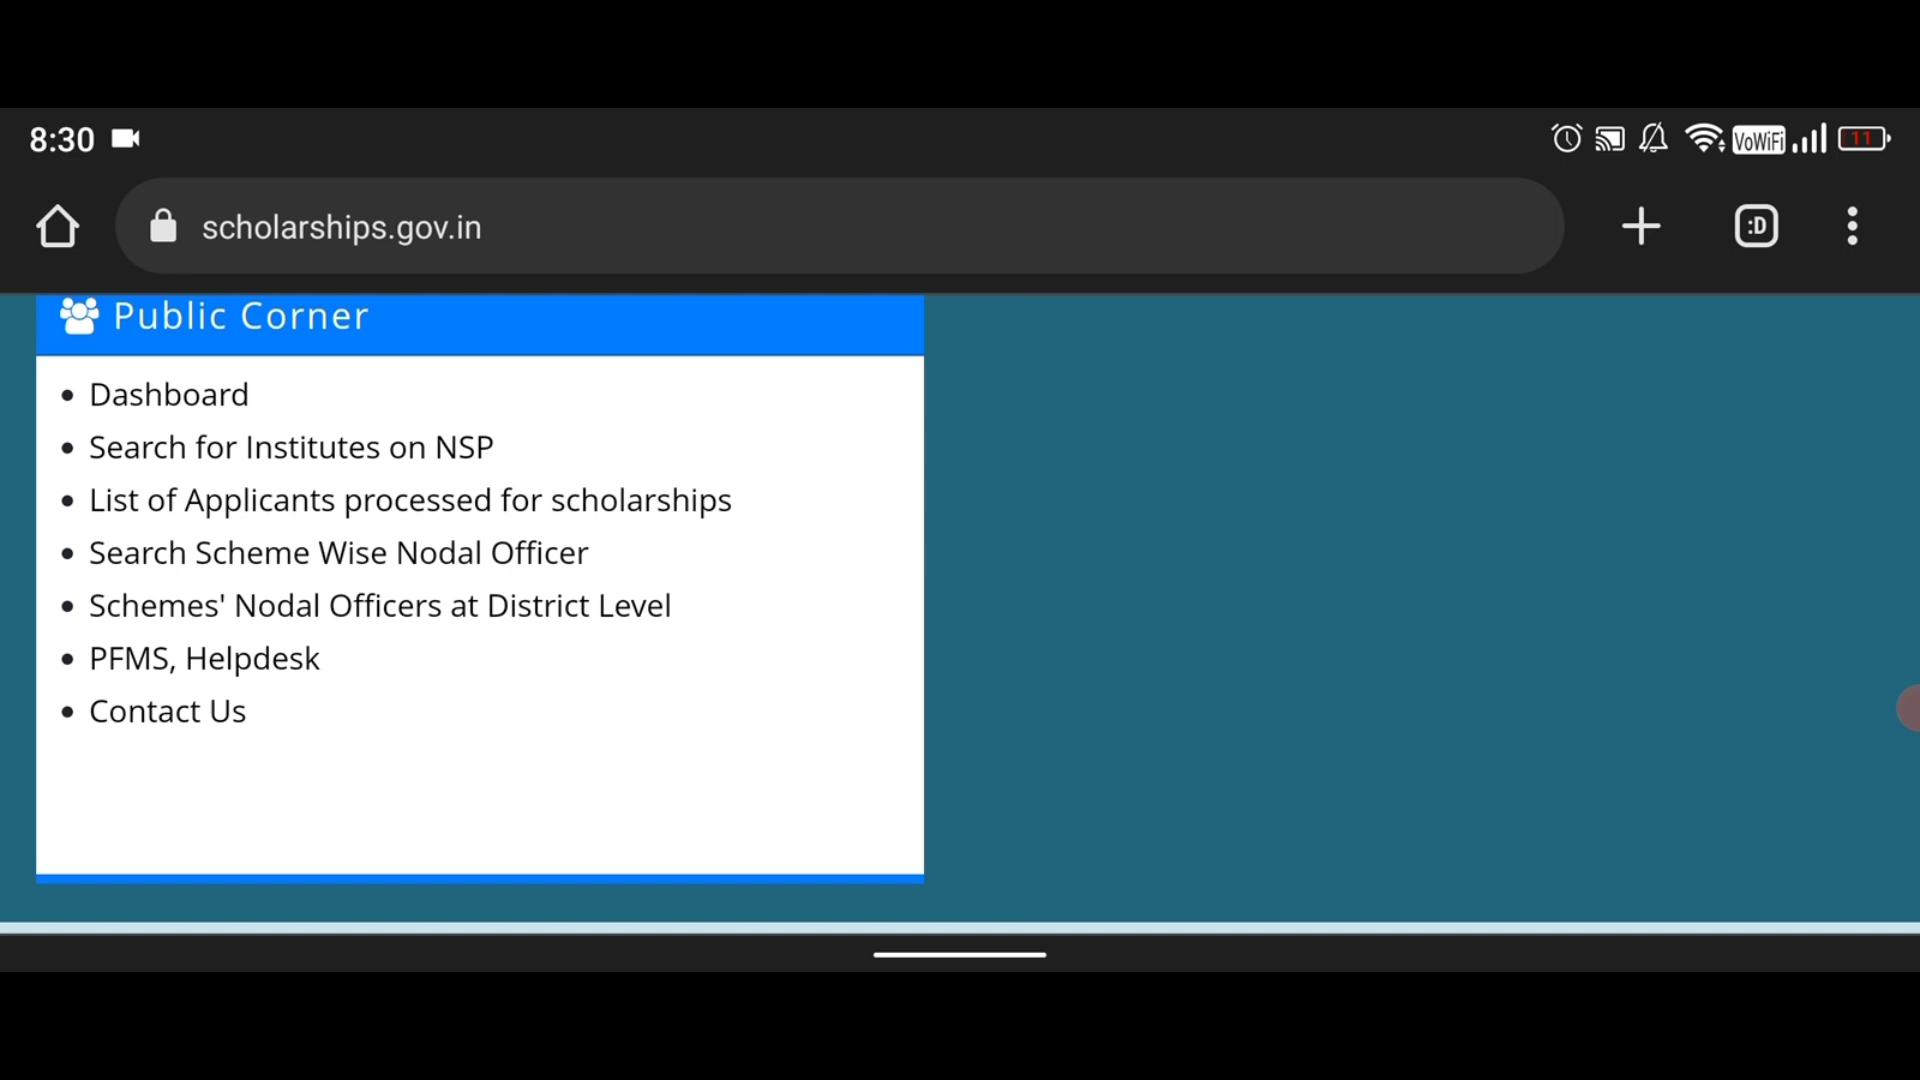 8:30
VoWiFi
11
scholarships.gov.in
:D
Public Corner
Dashboard
Search for Institutes on NSP
List of Applicants processed for scholarships
Search Scheme Wise Nodal Officer
Schemes' Nodal Officers at District Level
PFMS, Helpdesk
Contact Us